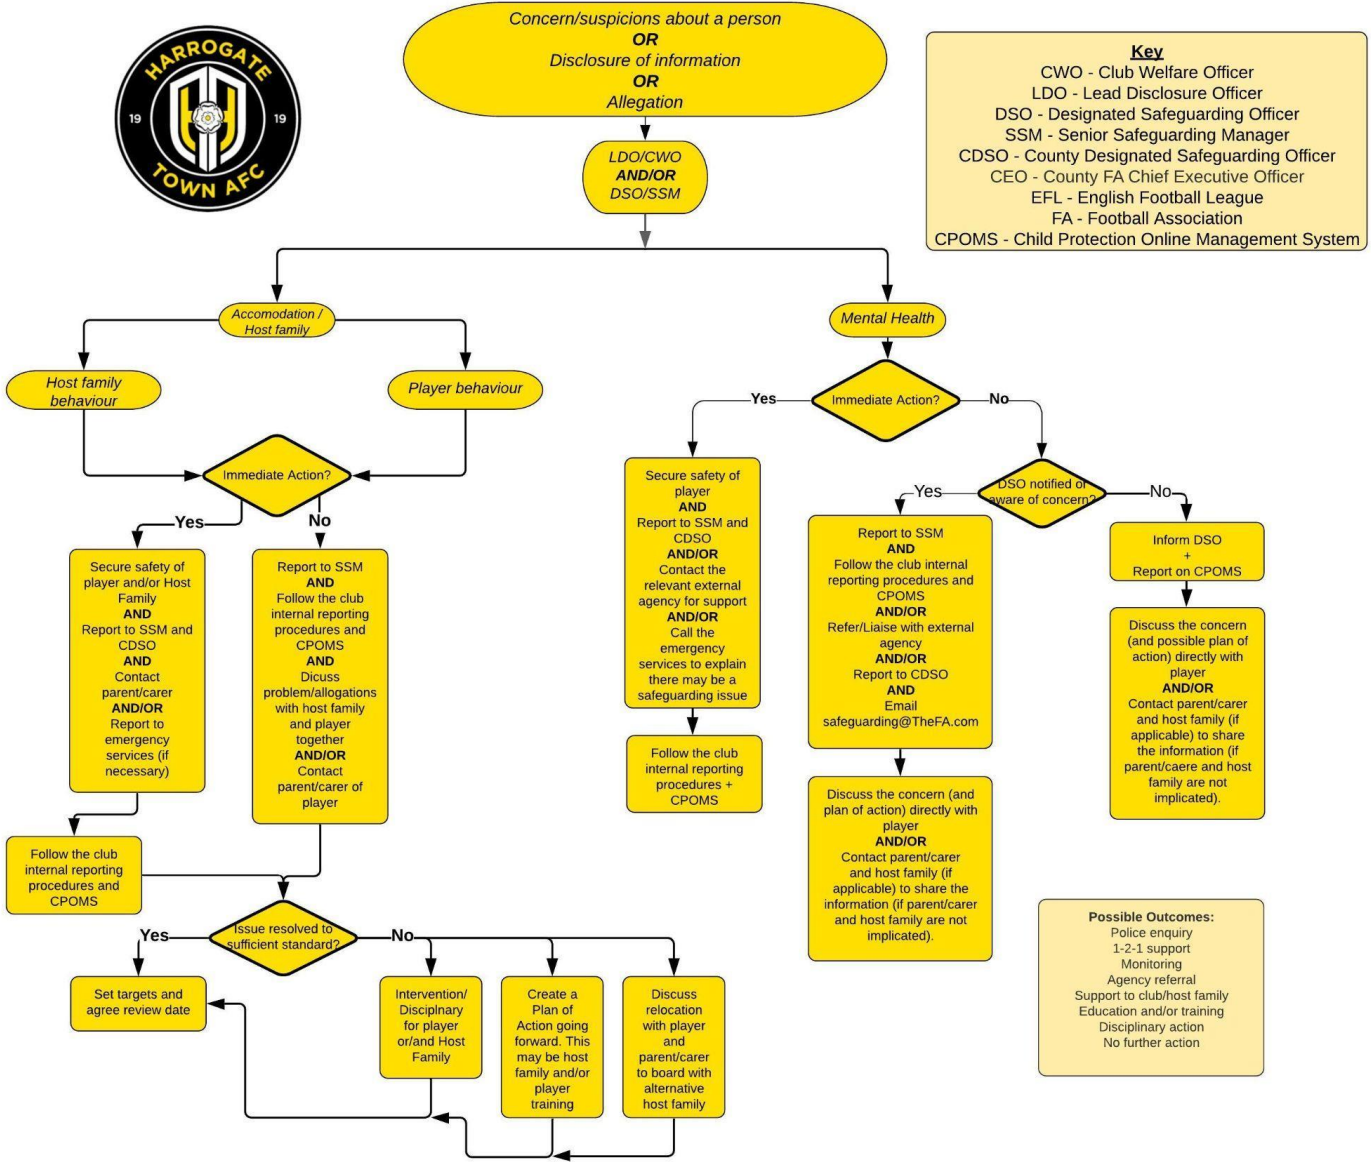 HARROGATE
19
19
TOWN AFC
Concern/suspicions about a person
OR
Disclosure of information
OR
Allegation
Key
CWO - Club Welfare Officer
LDO - Lead Disclosure Officer
DSO - Designated Safeguarding Officer
SSM - Senior Safeguarding Manager
CDSO - County Designated Safeguarding Officer
CEO - County FA Chief Executive Officer
EFL - English Football League
FA - Football Association
CPOMS - Child Protection Online Management System
LDO/CWO
AND/OR
DSO/SSM
Accomodation /
Host family
Host family
behaviour
Player behaviour
Immediate Action?
Yes
No
Secure safety of
player and/or Host
Family
AND
Report to SSM and
CDSO
AND
Contact
parent/carer
AND/OR
Report to
emergency
services (if
necessary)
Report to SSM
AND
Follow the club
internal reporting
procedures and
CPOMS
AND
Dicuss
problem/allogations
with host family
and player
together
AND/OR
Contact
parent/carer of
player
Follow the club
internal reporting
procedures and
CPOMS
Issue resolved to
sufficient standard?
Yes
No
Set targets and
agree review date
Intervention/
Disciplnary
for player
or/and Host
Family
Create a
Plan of
Action going
forward. This
may be host
family and/or
player
training
Discuss
relocation
with player
and
parent/carer
to board with
alternative
host family
Mental Health
Immediate Action?
Yes
No
Secure safety of
player
AND
Report to SSM and
CDSO
AND/OR
Contact the
relevant external
agency for support
AND/OR
Call the
emergency
services to explain
there may be a
safeguarding issue
Follow the club
internal reporting
procedures +
CPOMS
DSO notified or
aware of concern?
Yes
No
Report to SSM
AND
Follow the club internal
reporting procedures and
CPOMS
AND/OR
Refer/Liaise with external
agency
AND/OR
Report to CDSO
AND
Email
safeguarding@TheFA.com
Discuss the concern (and
plan of action) directly with
player
AND/OR
Contact parent/carer
and host family (if
applicable) to share the
information (if parent/carer
and host family are not
implicated).
Inform DSO
+
Report on CPOMS
Discuss the concern
(and possible plan of
action) directly with
player
AND/OR
Contact parent/carer
and host family (if
applicable) to share
the information (if
parent/caere and host
family are not
implicated).
Possible Outcomes:
Police enquiry
1-2-1 support
Monitoring
Agency referral
Support to club/host family
Education and/or training
Disciplinary action
No further action